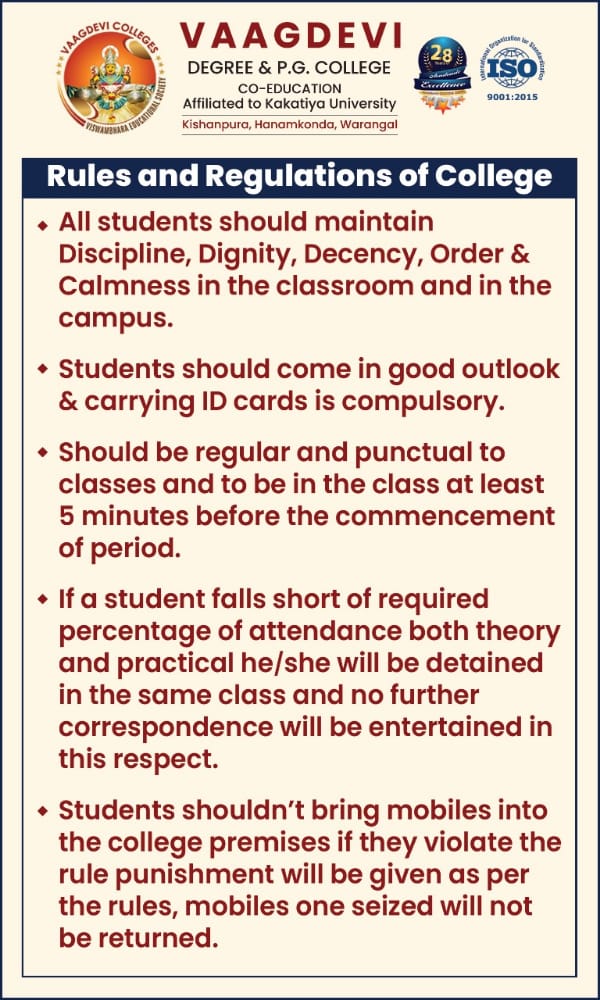 VAAGDEVI COLLEGES
VISWAMBHARA EDUCATIONAL SOCIETY
VAAGDEVI
DEGREE & P.G. COLLEGE
CO-EDUCATION
Affiliated to Kakatiya University
Kishanpura, Hanamkonda, Warangal
28
YEARS
Excellence
International Organization for Standardization
ISO
9001:2015
Rules and Regulations of College
All students should maintain
Discipline, Dignity, Decency, Order &
Calmness in the classroom and in the
campus.
Students should come in good outlook
& carrying ID cards is compulsory.
Should be regular and punctual to
classes and to be in the class at least
5 minutes before the commencement
of period.
If a student falls short of required
percentage of attendance both theory
and practical he/she will be detained
in the same class and no further
correspondence will be entertained in
this respect.
Students shouldn't bring mobiles into
the college premises if they violate the
rule punishment will be given as per
the rules, mobiles one seized will not
be returned.